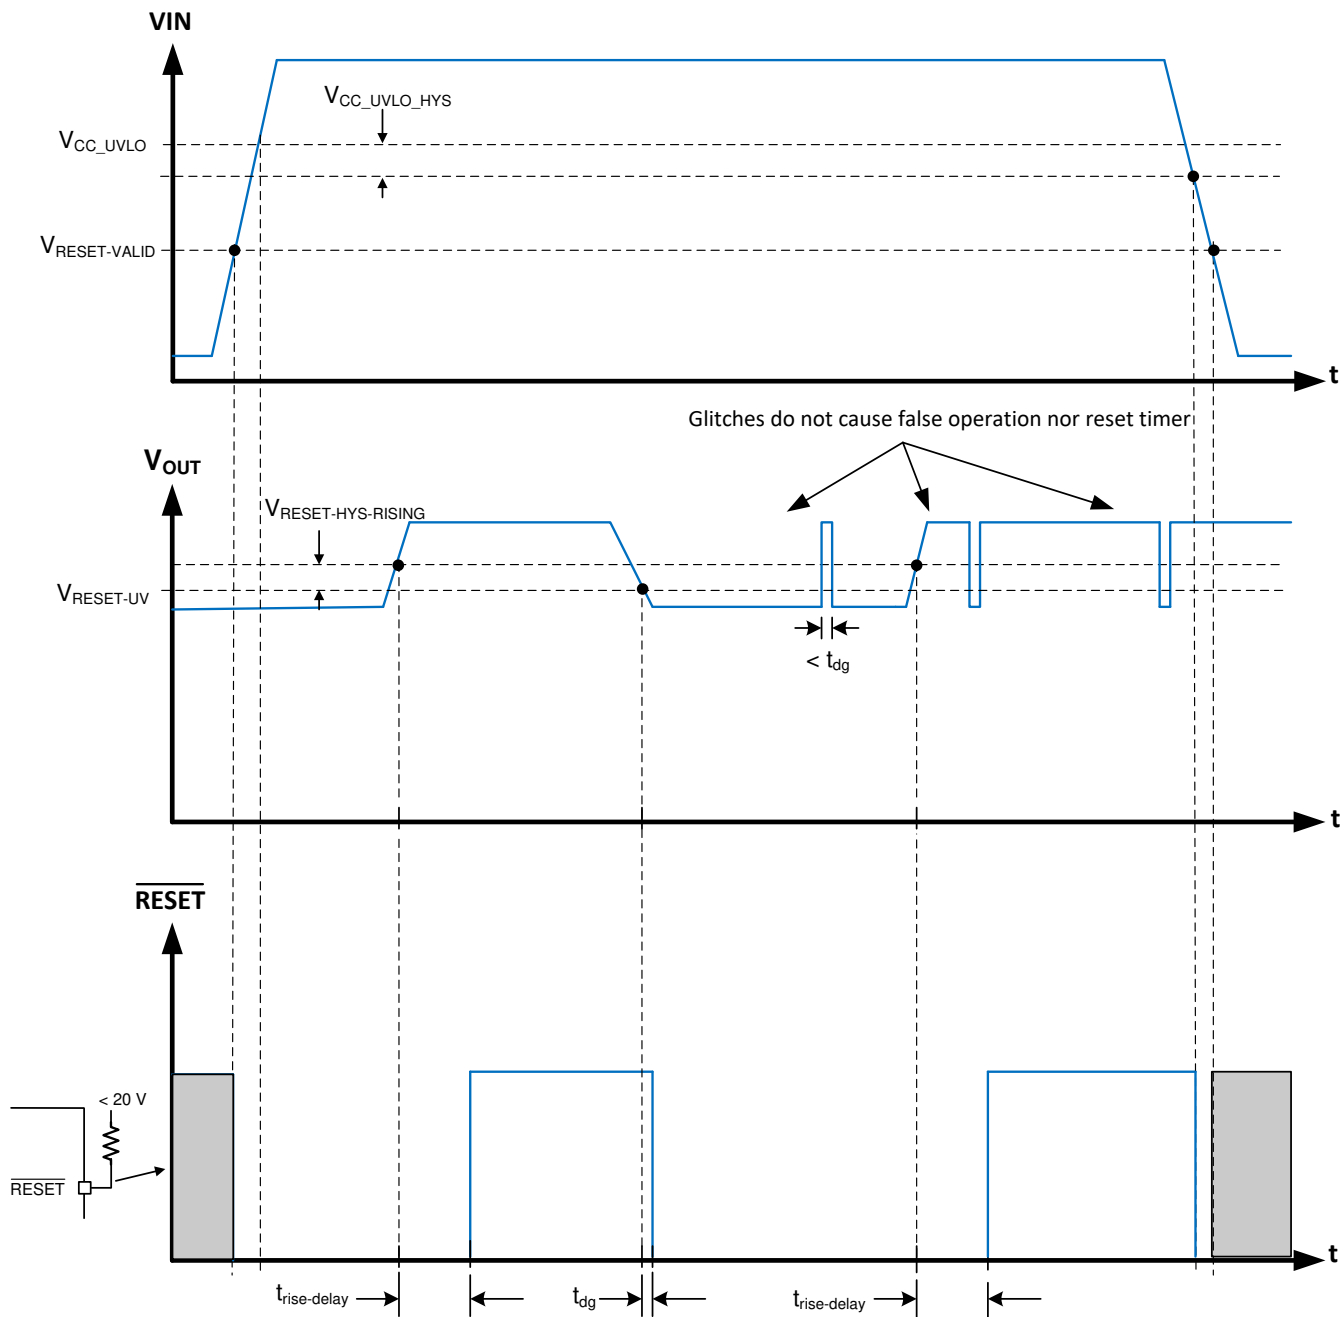 VIN
VCC_UVLO_HYS
VCC_UVLO
VRESET-VALID
t
Glitches do not cause false operation nor reset timer
VOUT
VRESET-HYS-RISING
VRESET-UV
< tdg
t
RESET
< 20 V
RESET
t
trise-delay
tdg
trise-delay